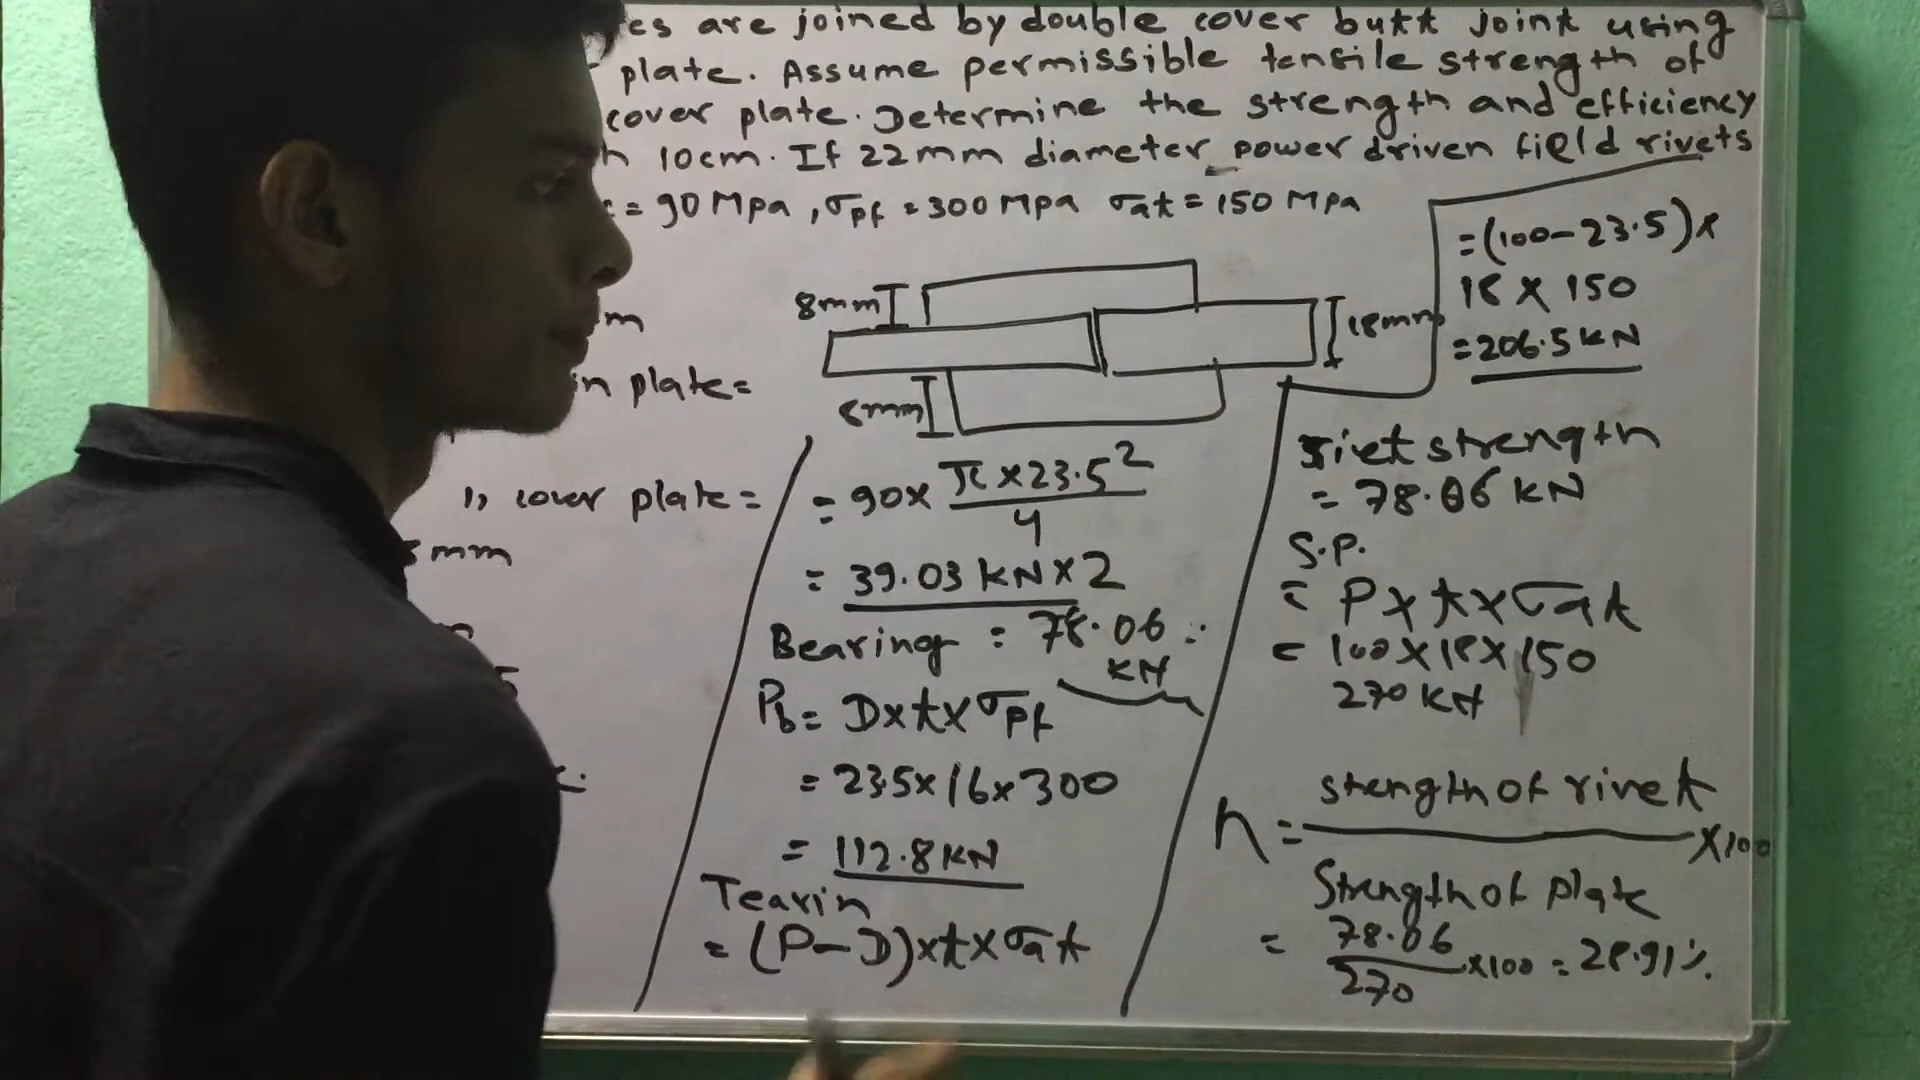 es are joined by double cover butt joint using
plate. Assume permissible tensile strength of
cover plate. Determine the strength and efficiency
h 10cm. If 22mm diameter power driven field rivets
= 90 Mpa, σpf = 300 Mpa σat = 150 MPa
m
in plate=
1, cover plate=
mm
8mm
18mm
8mm
= 90× π×23.5²
4
= 39.03 kN×2
Bearing = 78.06
kN
Pb= D×t×σpf
= 23.5×16×300
= 112.8kN
Tearin
= (P-D)×t×σat
=(100-23.5)×
18 × 150
= 206.5 kN
rivet strength
= 78.06 kN
S.P.
= P×t×σat
= 100×18×150
270 kN
η = strength of rivet ×100
Strength of plate
= 78.06
270 ×100 = 28.91%